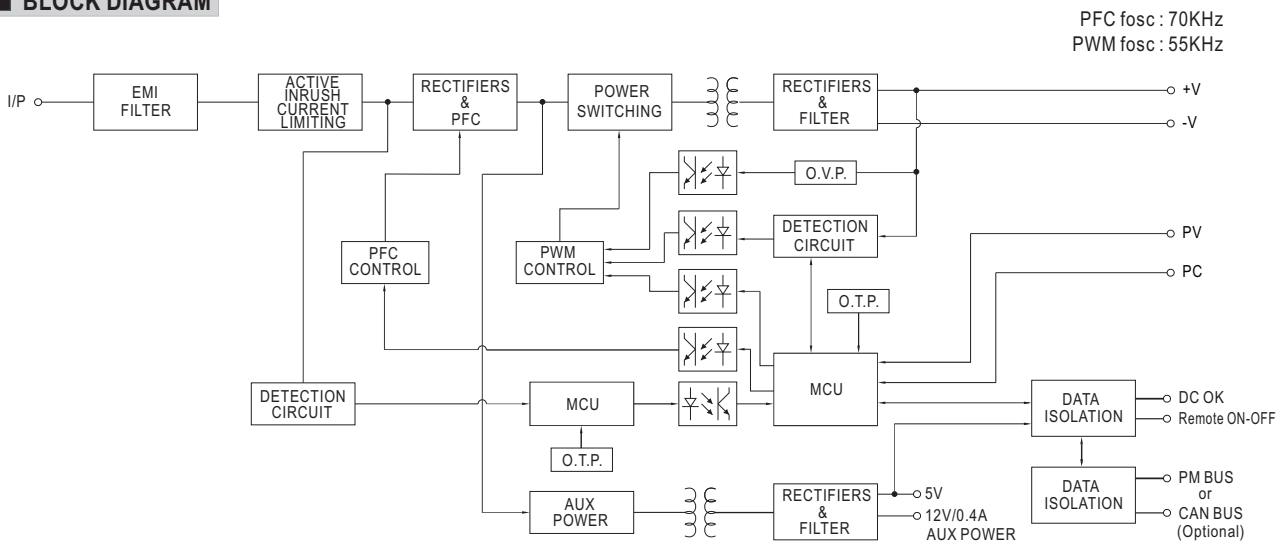 BLOCK DIAGRAM
PFC fosc : 70KHz
PWM fosc : 55KHz
I/P
EMI
FILTER
ACTIVE
INRUSH
CURRENT
LIMITING
RECTIFIERS
&
PFC
POWER
SWITCHING
RECTIFIERS
&
FILTER
+V
-V
O.V.P.
DETECTION
CIRCUIT
PFC
CONTROL
PWM
CONTROL
PV
PC
O.T.P.
MCU
DETECTION
CIRCUIT
MCU
O.T.P.
DATA
ISOLATION
DC OK
Remote ON-OFF
DATA
ISOLATION
PM BUS
or
CAN BUS
(Optional)
AUX
POWER
RECTIFIERS
&
FILTER
5V
12V/0.4A
AUX POWER